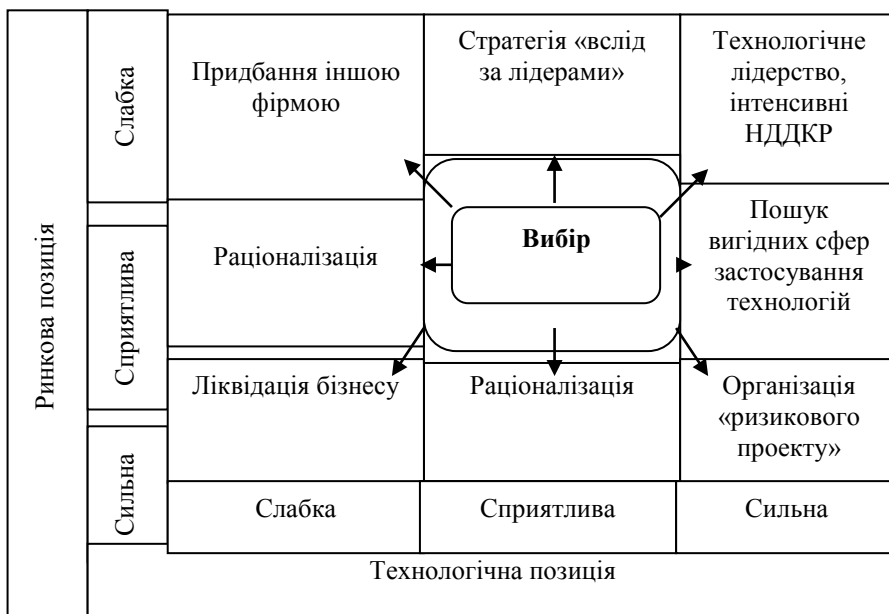 Ринкова позиція
Слабка
Придбання іншою
фірмою
Стратегія «вслід
за лідерами»
Технологічне
лідерство,
інтенсивні
НДДКР
Сприятлива
Раціоналізація
Вибір
Пошук
вигідних сфер
застосування
технологій
Сильна
Ліквідація бізнесу
Раціоналізація
Організація
«ризикового
проекту»
Слабка
Сприятлива
Сильна
Технологічна позиція